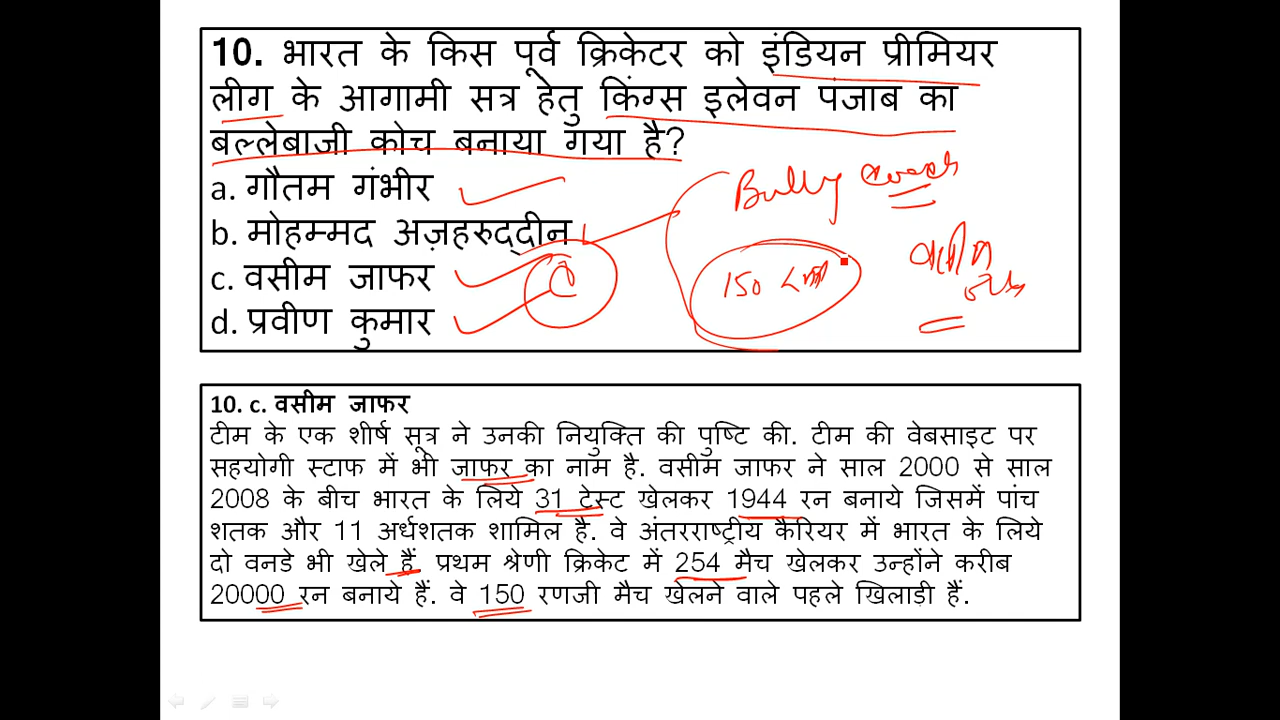 10. भारत के किस पूर्व क्रिकेटर को इंडियन प्रीमियर
लीग के आगामी सत्र हेतु किंग्स इलेवन पंजाब का
बल्लेबाजी कोच बनाया गया है?
a. गौतम गंभीर
b. मोहम्मद अज़हरुद्दीन
c. वसीम जाफर
d. प्रवीण कुमार
150
10. c. वसीम जाफर
टीम के एक शीर्ष सूत्र ने उनकी नियुक्ति की पुष्टि की. टीम की वेबसाइट पर
सहयोगी स्टाफ में भी जाफर का नाम है. वसीम जाफर ने साल 2000 से साल
2008 के बीच भारत के लिये 31 टेस्ट खेलकर 1944 रन बनाये जिसमें पांच
शतक और 11 अर्धशतक शामिल है. वे अंतरराष्ट्रीय कैरियर में भारत के लिये
दो वनडे भी खेले हैं. प्रथम श्रेणी क्रिकेट में 254 मैच खेलकर उन्होंने करीब
20000 रन बनाये हैं. वे 150 रणजी मैच खेलने वाले पहले खिलाड़ी हैं.